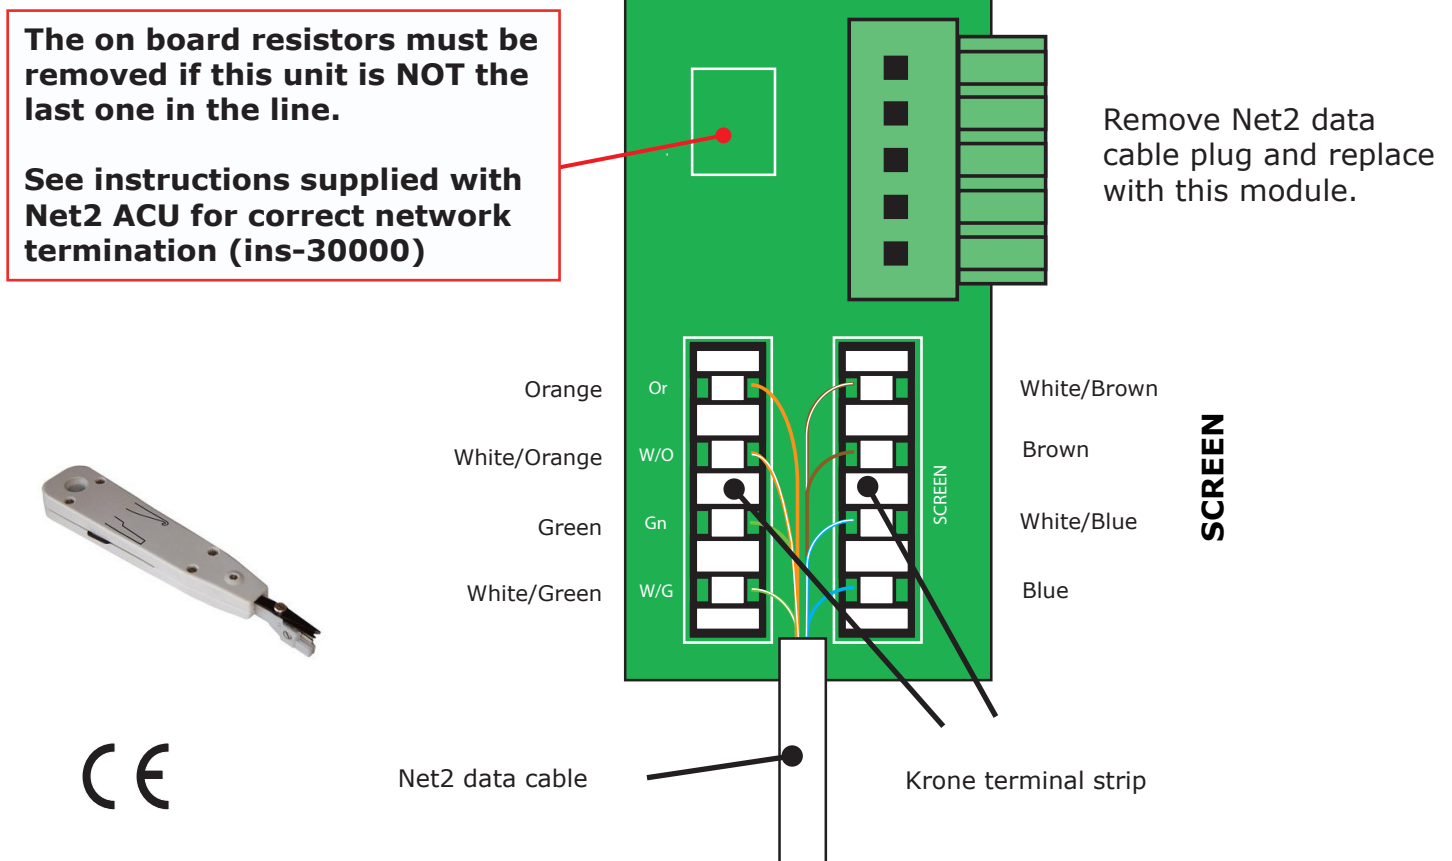 The on board resistors must be
removed if this unit is NOT the
last one in the line.
See instructions supplied with
Net2 ACU for correct network
termination (ins-30000)
Remove Net2 data
cable plug and replace
with this module.
Orange
Or
White/Brown
White/Orange
W/O
Brown
SCREEN
SCREEN
Green
Gn
White/Blue
White/Green
W/G
Blue
CE
Net2 data cable
Krone terminal strip